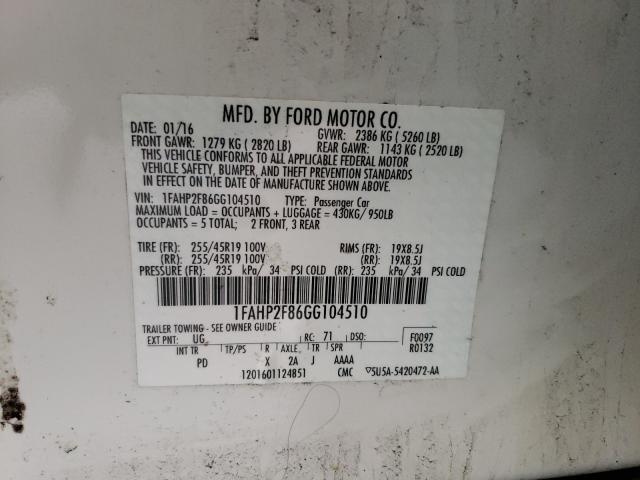 MFD. BY FORD MOTOR CO.
DATE: 01/16 GVWR: 2386 KG ( 5260 LB)
FRONT GAWR: 1279 KG ( 2820 LB) REAR GAWR: 1143 KG ( 2520 LB)
THIS VEHICLE CONFORMS TO ALL APPLICABLE FEDERAL MOTOR
VEHICLE SAFETY, BUMPER, AND THEFT PREVENTION STANDARDS
IN EFFECT ON THE DATE OF MANUFACTURE SHOWN ABOVE.
VIN: 1FAHP2F86GG104510 TYPE: Passenger Car
MAXIMUM LOAD = OCCUPANTS + LUGGAGE = 430KG/ 950LB
OCCUPANTS = 5 TOTAL; 2 FRONT, 3 REAR
TIRE (FR): 255/45R19 100V RIMS (FR): 19X8.5J
(RR): 255/45R19 100V (RR): 19X8.5J
PRESSURE (FR): 235 kPa/ 34 PSI COLD (RR): 235 kPa/ 34 PSI COLD
1FAHP2F86GG104510
TRAILER TOWING - SEE OWNER GUIDE
EXT PNT: UG RC: 71 DSO: F0097
INT TR TP/PS R AXLE TR SPR R0132
PD X 2A J AAAA
1201601124851 CMC ▽5U5A-5420472-AA